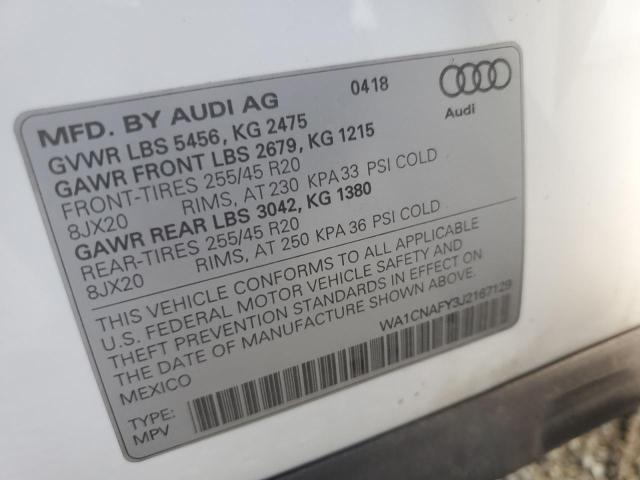 MFD. BY AUDI AG 0418
Audi
GVWR LBS 5456, KG 2475
GAWR FRONT LBS 2679, KG 1215
FRONT-TIRES 255/45 R20
8JX20 RIMS, AT 230 KPA 33 PSI COLD
GAWR REAR LBS 3042, KG 1380
REAR-TIRES 255/45 R20
8JX20 RIMS, AT 250 KPA 36 PSI COLD
THIS VEHICLE CONFORMS TO ALL APPLICABLE
U.S. FEDERAL MOTOR VEHICLE SAFETY AND
THEFT PREVENTION STANDARDS IN EFFECT ON
THE DATE OF MANUFACTURE SHOWN ABOVE.
MEXICO WA1CNAFY3J2167129
TYPE:
MPV